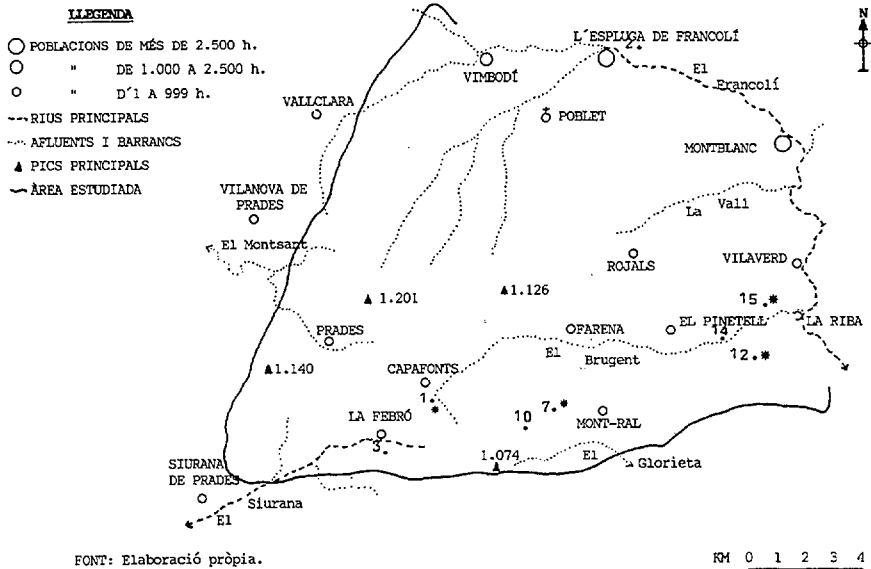 LLEGENDA
POBLACIONS DE MÉS DE 2.500 h.
" DE 1.000 A 2.500 h.
" D'1 A 999 h.
RIUS PRINCIPALS
AFLUENTS I BARRANCS
PICS PRINCIPALS
ÀREA ESTUDIADA
N
L'ESPLUGA DE FRANCOLÍ
2.
VIMBODÍ
El
Francolí
VALLCLARA
POBLET
MONTBLANC
VILANOVA DE
PRADES
La Vall
El Montsant
ROJALS
VILAVERD
1.201
1.126
15.
PRADES
FARENA
EL PINETELL
LA RIBA
14
El
Brugent
12.
1.140
CAPAFONTS
1.
7.
LA FEBRÓ
10
MONT-RAL
3.
1.074
El
Glorieta
SIURANA
DE PRADES
Siurana
El
FONT: Elaboració pròpia.
KM 0 1 2 3 4